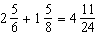 2 5/6 + 1 5/8 = 4 11/24